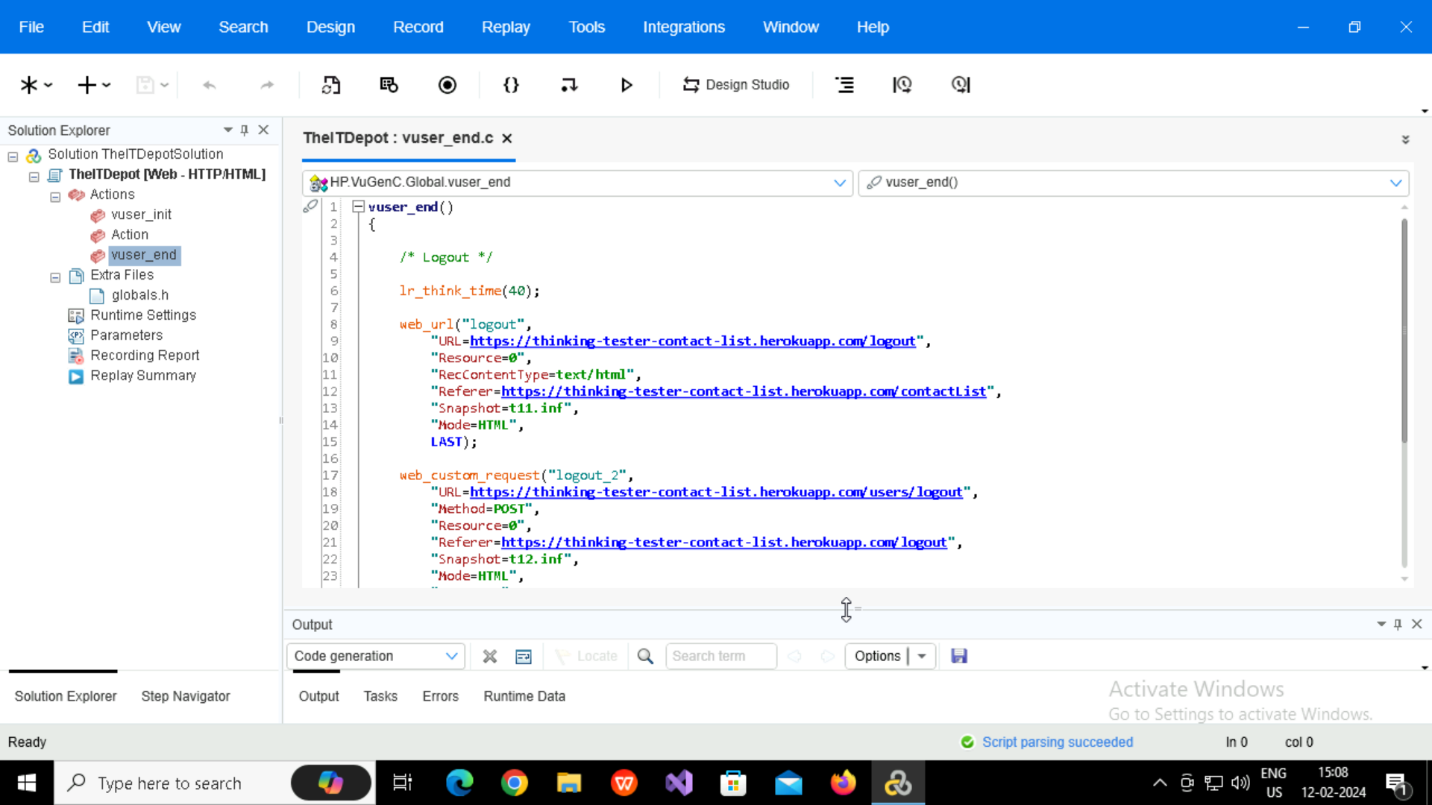 File Edit View Search Design Record Replay Tools Integrations Window Help
Design Studio
Solution Explorer
Solution TheITDepotSolution
TheITDepot [Web - HTTP/HTML]
Actions
vuser_init
Action
vuser_end
Extra Files
globals.h
Runtime Settings
Parameters
Recording Report
Replay Summary
Solution Explorer Step Navigator
TheITDepot : vuser_end.c
HP.VuGenC.Global.vuser_end vuser_end()
1 vuser_end()
2 {
3
4 /* Logout */
5
6 lr_think_time(40);
7
8 web_url("logout",
9 "URL=https://thinking-tester-contact-list.herokuapp.com/logout",
10 "Resource=0",
11 "RecContentType=text/html",
12 "Referer=https://thinking-tester-contact-list.herokuapp.com/contactList",
13 "Snapshot=t11.inf",
14 "Mode=HTML",
15 LAST);
16
17 web_custom_request("logout_2",
18 "URL=https://thinking-tester-contact-list.herokuapp.com/users/logout",
19 "Method=POST",
20 "Resource=0",
21 "Referer=https://thinking-tester-contact-list.herokuapp.com/logout",
22 "Snapshot=t12.inf",
23 "Mode=HTML",
Output
Code generation Locate Search term Options
Output Tasks Errors Runtime Data
Activate Windows
Go to Settings to activate Windows.
Ready Script parsing succeeded ln 0 col 0
Type here to search
ENG
US
15:08
12-02-2024
1